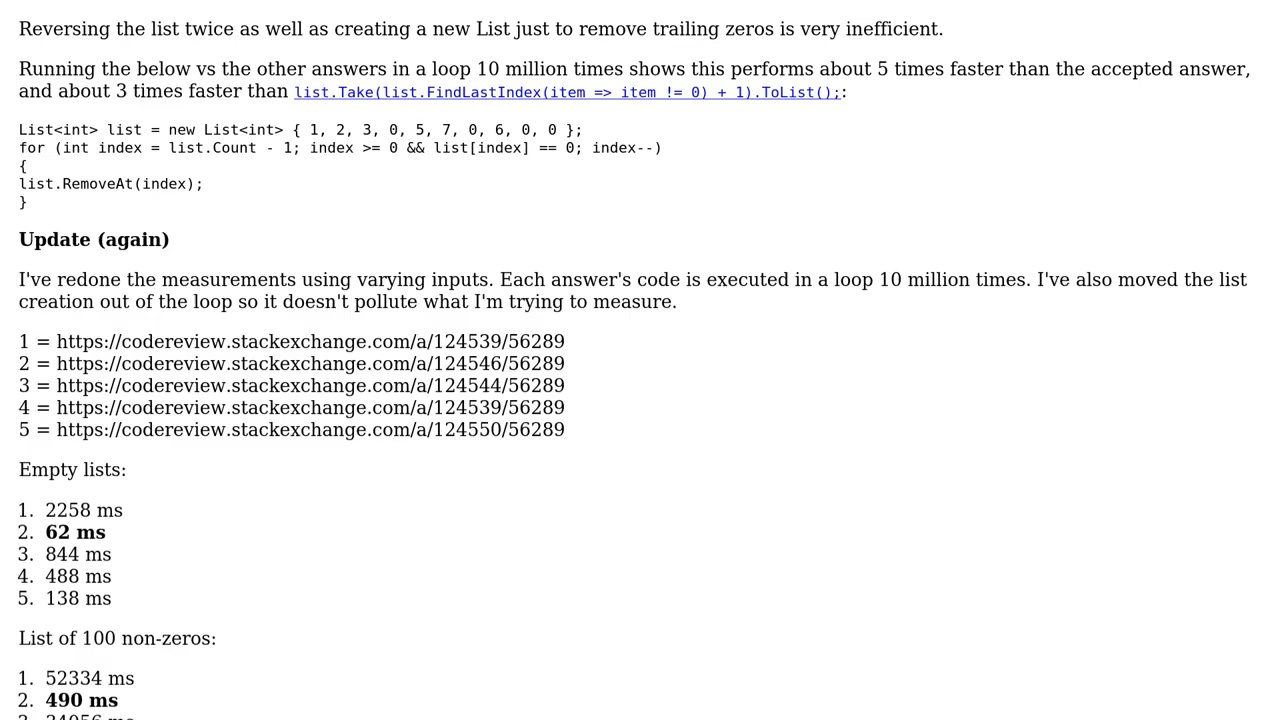 Reversing the list twice as well as creating a new List just to remove trailing zeros is very inefficient.
Running the below vs the other answers in a loop 10 million times shows this performs about 5 times faster than the accepted answer,
and about 3 times faster than list.Take(list.FindLastIndex(item => item != 0) + 1).ToList();:
List<int> list = new List<int> { 1, 2, 3, 0, 5, 7, 0, 6, 0, 0 };
for (int index = list.Count - 1; index >= 0 && list[index] == 0; index--)
{
list.RemoveAt(index);
}
Update (again)
I've redone the measurements using varying inputs. Each answer's code is executed in a loop 10 million times. I've also moved the list
creation out of the loop so it doesn't pollute what I'm trying to measure.
1 = https://codereview.stackexchange.com/a/124539/56289
2 = https://codereview.stackexchange.com/a/124546/56289
3 = https://codereview.stackexchange.com/a/124544/56289
4 = https://codereview.stackexchange.com/a/124539/56289
5 = https://codereview.stackexchange.com/a/124550/56289
Empty lists:
1. 2258 ms
2. 62 ms
3. 844 ms
4. 488 ms
5. 138 ms
List of 100 non-zeros:
1. 52334 ms
2. 490 ms